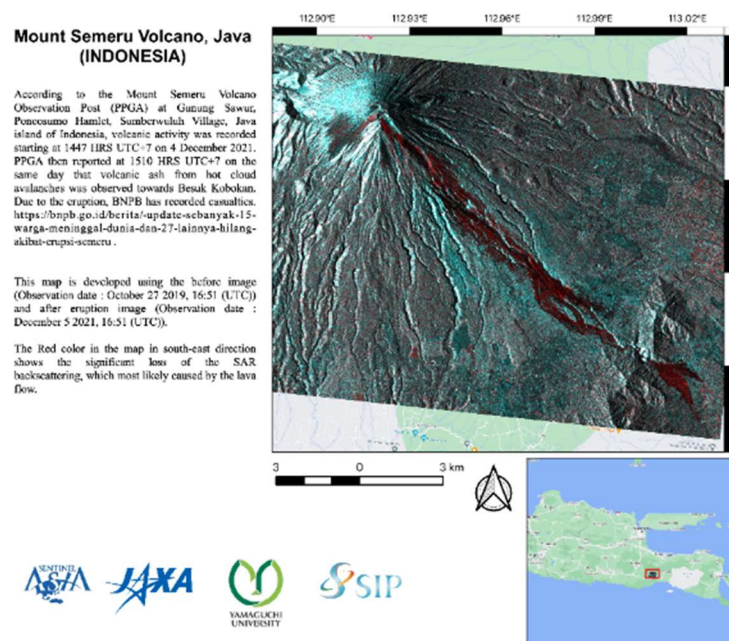 112.90°E 112.93°E 112.96°E 112.99°E 113.02°E
Mount Semeru Volcano, Java
(INDONESIA)
According to the Mount Semeru Volcano
Observation Post (PPGA) at Gunung Sawur,
Poncosumo Hamlet, Sumberwuluh Village, Java
island of Indonesia, volcanic activity was recorded
starting at 1447 HRS UTC+7 on 4 December 2021.
PPGA then reported at 1510 HRS UTC+7 on the
same day that volcanic ash from hot cloud
avalanches was observed towards Besuk Kobokan.
Due to the eruption, BNPB has recorded casualties.
https://bnpb.go.id/berita/-update-sebanyak-15-
warga-meninggal-dunia-dan-27-lainnya-hilang-
akibat-erupsi-semeru .
This map is developed using the before image
(Observation date : October 27 2019, 16:51 (UTC))
and after eruption image (Observation date :
December 5 2021, 16:51 (UTC)).
The Red color in the map in south-east direction
shows the significant loss of the SAR
backscattering, which most likely caused by the lava
flow.
3 0 3 km
SENTINEL
ASIA
JAXA
YAMAGUCHI
UNIVERSITY
SIP